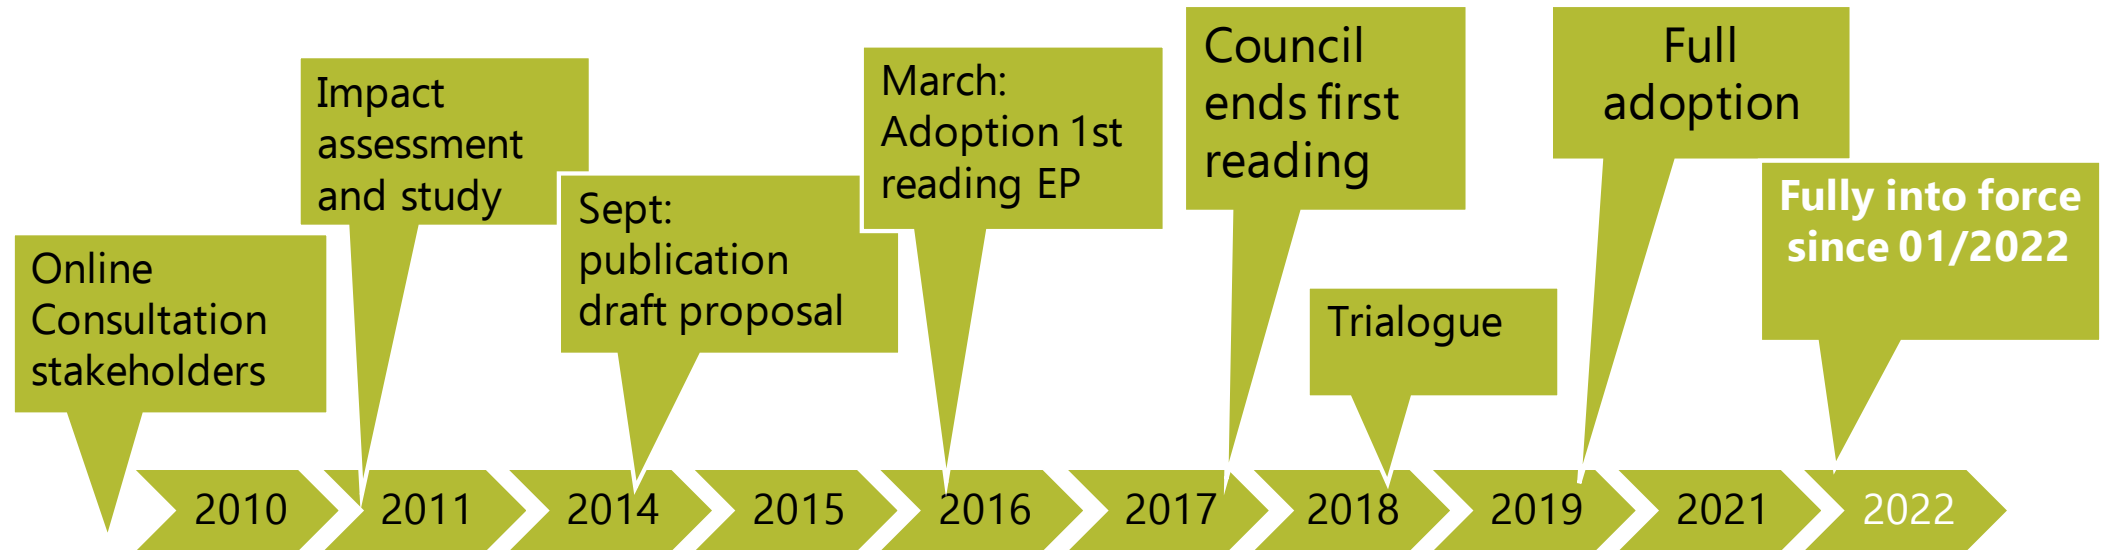 Online
Consultation
stakeholders
Impact
assessment
and study
Sept:
publication
draft proposal
March:
Adoption 1st
reading EP
Council
ends first
reading
Trialogue
Full
adoption
Fully into force
since 01/2022
2010
2011
2014
2015
2016
2017
2018
2019
2021
2022